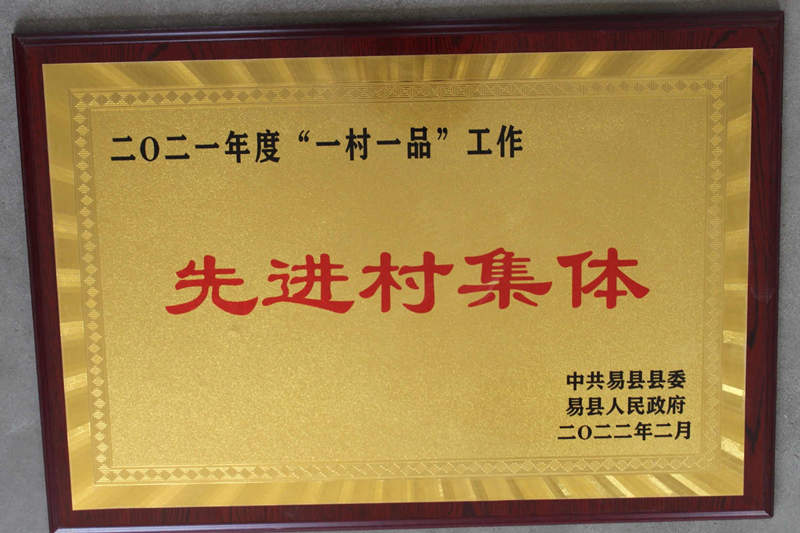 二〇二一年度“一村一品”工作
先进村集体
中共易县县委
易县人民政府
二〇二二年二月